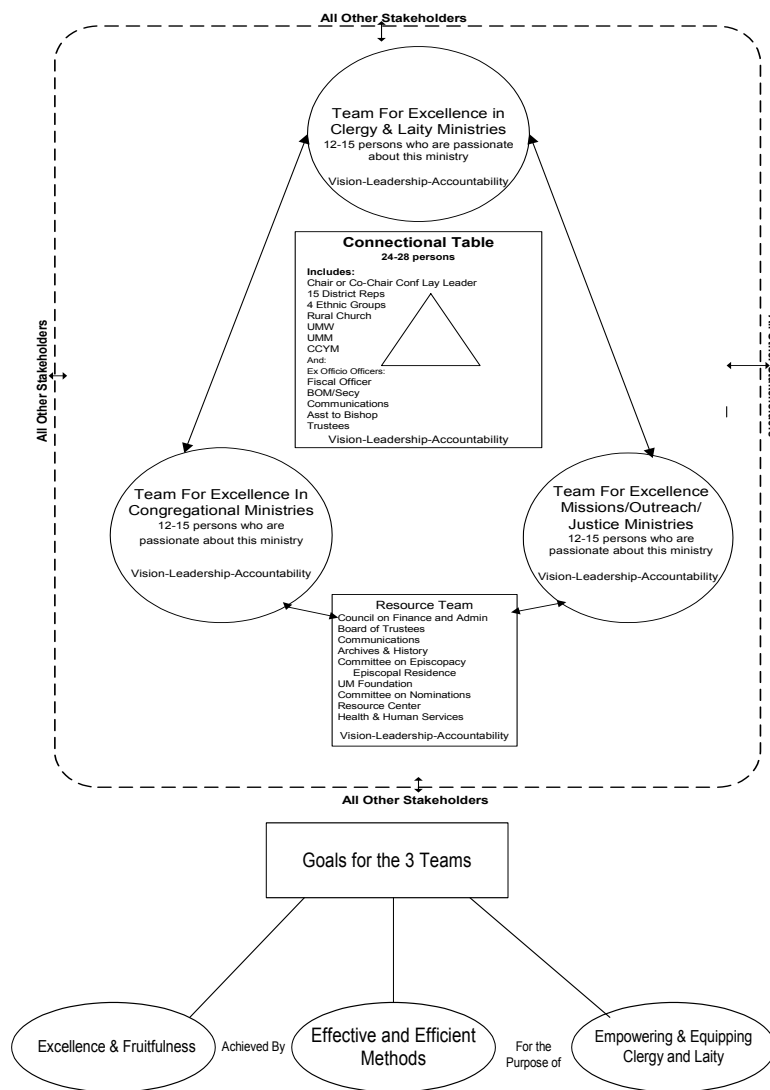 All Other Stakeholders
Team For Excellence in
Clergy & Laity Ministries
12-15 persons who are passionate
about this ministry
Vision-Leadership-Accountability
Connectional Table
24-28 persons
Includes:
Chair or Co-Chair Conf Lay Leader
15 District Reps
4 Ethnic Groups
Rural Church
UMW
UMM
CCYM
And:
Ex Officio Officers:
Fiscal Officer
BOM/Secy
Communications
Asst to Bishop
Trustees
Vision-Leadership-Accountability
All Other Stakeholders
All Other Stakeholders
Team For Excellence In
Congregational Ministries
12-15 persons who are
passionate about this ministry
Vision-Leadership-Accountability
Team For Excellence
Missions/Outreach/
Justice Ministries
12-15 persons who are
passionate about this ministry
Vision-Leadership-Accountability
Resource Team
Council on Finance and Admin
Board of Trustees
Communications
Archives & History
Committee on Episcopacy
Episcopal Residence
UM Foundation
Committee on Nominations
Resource Center
Health & Human Services
Vision-Leadership-Accountability
All Other Stakeholders
Goals for the 3 Teams
Excellence & Fruitfulness
Achieved By
Effective and Efficient
Methods
For the
Purpose of
Empowering & Equipping
Clergy and Laity